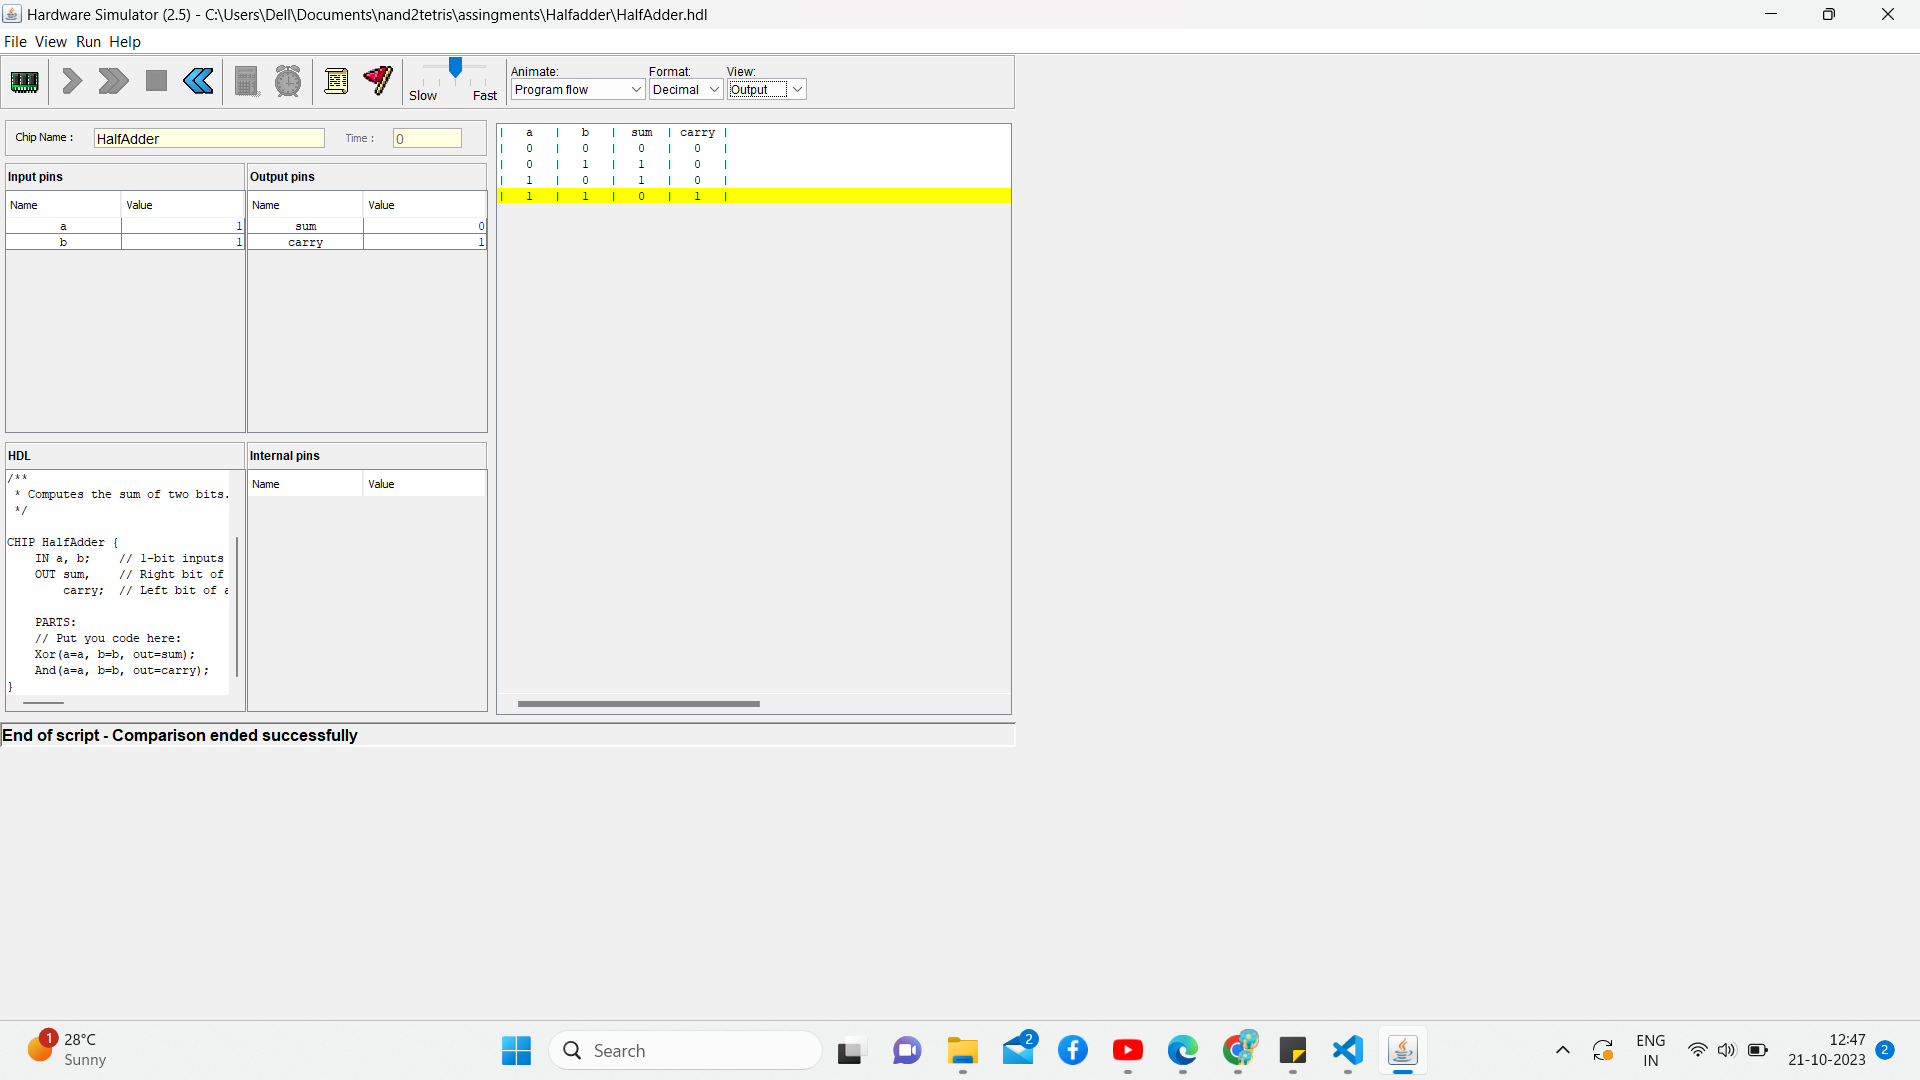 Hardware Simulator (2.5) - C:\Users\Dell\Documents\nand2tetris\assingments\Halfadder\HalfAdder.hdl
File View Run Help
Animate: Format: View:
Slow Fast Program flow Decimal Output
Chip Name : HalfAdder Time : 0
Input pins Output pins
Name Value Name Value
a 1 sum 0
b 1 carry 1
| a | b | sum | carry |
| 0 | 0 | 0 | 0 |
| 0 | 1 | 1 | 0 |
| 1 | 0 | 1 | 0 |
| 1 | 1 | 0 | 1 |
HDL
/**
* Computes the sum of two bits.
*/
CHIP HalfAdder {
IN a, b; // 1-bit inputs
OUT sum, // Right bit of
carry; // Left bit of a
PARTS:
// Put you code here:
Xor(a=a, b=b, out=sum);
And(a=a, b=b, out=carry);
}
Internal pins
Name Value
End of script - Comparison ended successfully
1 28°C
Sunny
Search
2
ENG
IN
12:47
21-10-2023
2